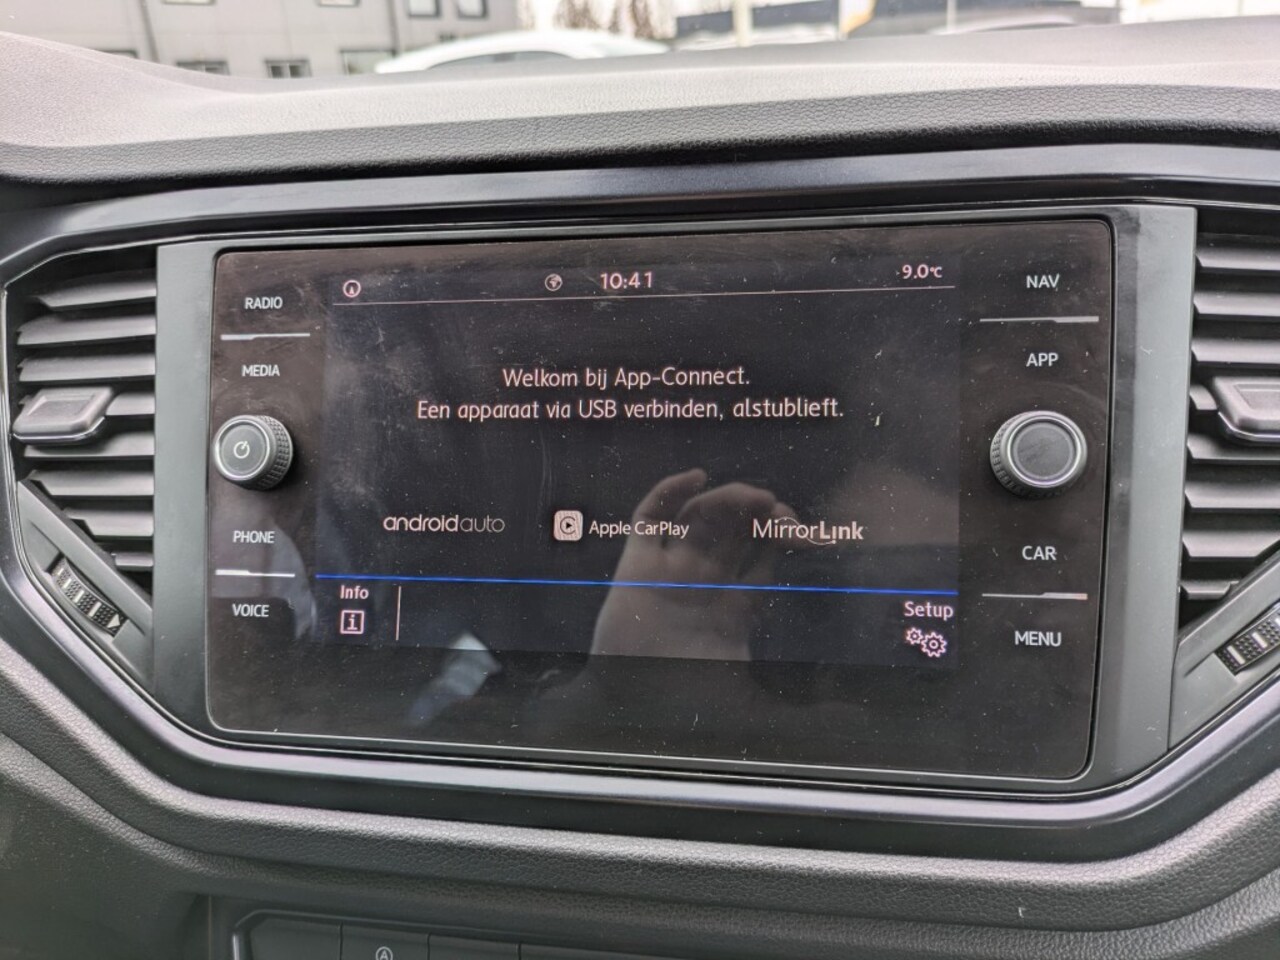 10:41
9.0°C
RADIO
MEDIA
PHONE
VOICE
NAV
APP
CAR
MENU
Welkom bij App-Connect.
Een apparaat via USB verbinden, alstublieft.
androidauto
Apple CarPlay
MirrorLink
Info
i
Setup
A